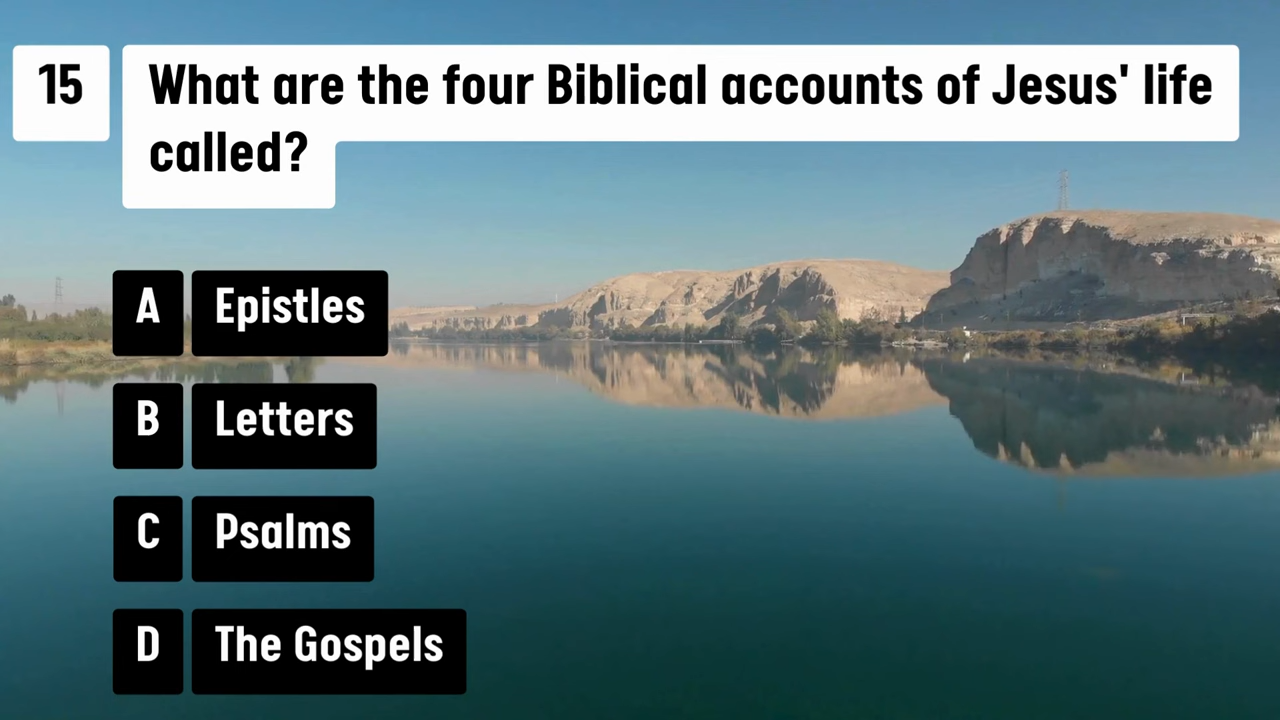 15 What are the four Biblical accounts of Jesus' life
called?
A Epistles
B Letters
C Psalms
D The Gospels